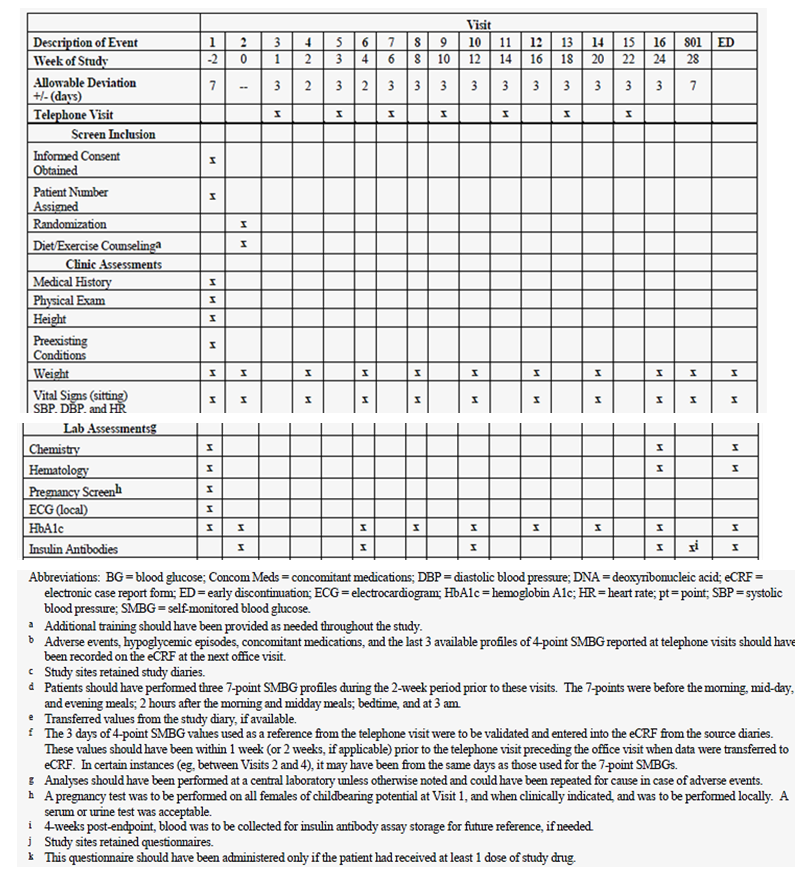 Visit
Description of Event 1 2 3 4 5 6 7 8 9 10 11 12 13 14 15 16 801 ED
Week of Study -2 0 1 2 3 4 6 8 10 12 14 16 18 20 22 24 28
Allowable Deviation 7 -- 3 2 3 2 3 3 3 3 3 3 3 3 3 3 7
+/- (days)
Telephone Visit x x x x x x x
Screen Inclusion
Informed Consent x
Obtained
Patient Number x
Assigned
Randomization x
Diet/Exercise Counselinga x
Clinic Assessments
Medical History x
Physical Exam x
Height x
Preexisting x
Conditions
Weight x x x x x x x x x x x
Vital Signs (sitting) x x x x x x x x x x x
SBP, DBP, and HR
Lab Assessmentsg
Chemistry x x x
Hematology x x x
Pregnancy Screenh x
ECG (local) x
HbA1c x x x x x x x x x
Insulin Antibodies x x x x xi x
Abbreviations: BG = blood glucose; Concom Meds = concomitant medications; DBP = diastolic blood pressure; DNA = deoxyribonucleic acid; eCRF =
electronic case report form; ED = early discontinuation; ECG = electrocardiogram; HbA1c = hemoglobin A1c; HR = heart rate; pt = point; SBP = systolic
blood pressure; SMBG = self-monitored blood glucose.
a Additional training should have been provided as needed throughout the study.
b Adverse events, hypoglycemic episodes, concomitant medications, and the last 3 available profiles of 4-point SMBG reported at telephone visits should have
been recorded on the eCRF at the next office visit.
c Study sites retained study diaries.
d Patients should have performed three 7-point SMBG profiles during the 2-week period prior to these visits. The 7-points were before the morning, mid-day,
and evening meals; 2 hours after the morning and midday meals; bedtime, and at 3 am.
e Transferred values from the study diary, if available.
f The 3 days of 4-point SMBG values used as a reference from the telephone visit were to be validated and entered into the eCRF from the source diaries.
These values should have been within 1 week (or 2 weeks, if applicable) prior to the telephone visit preceding the office visit when data were transferred to
eCRF. In certain instances (eg, between Visits 2 and 4), it may have been from the same days as those used for the 7-point SMBGs.
g Analyses should have been performed at a central laboratory unless otherwise noted and could have been repeated for cause in case of adverse events.
h A pregnancy test was to be performed on all females of childbearing potential at Visit 1, and when clinically indicated, and was to be performed locally. A
serum or urine test was acceptable.
i 4-weeks post-endpoint, blood was to be collected for insulin antibody assay storage for future reference, if needed.
j Study sites retained questionnaires.
k This questionnaire should have been administered only if the patient had received at least 1 dose of study drug.